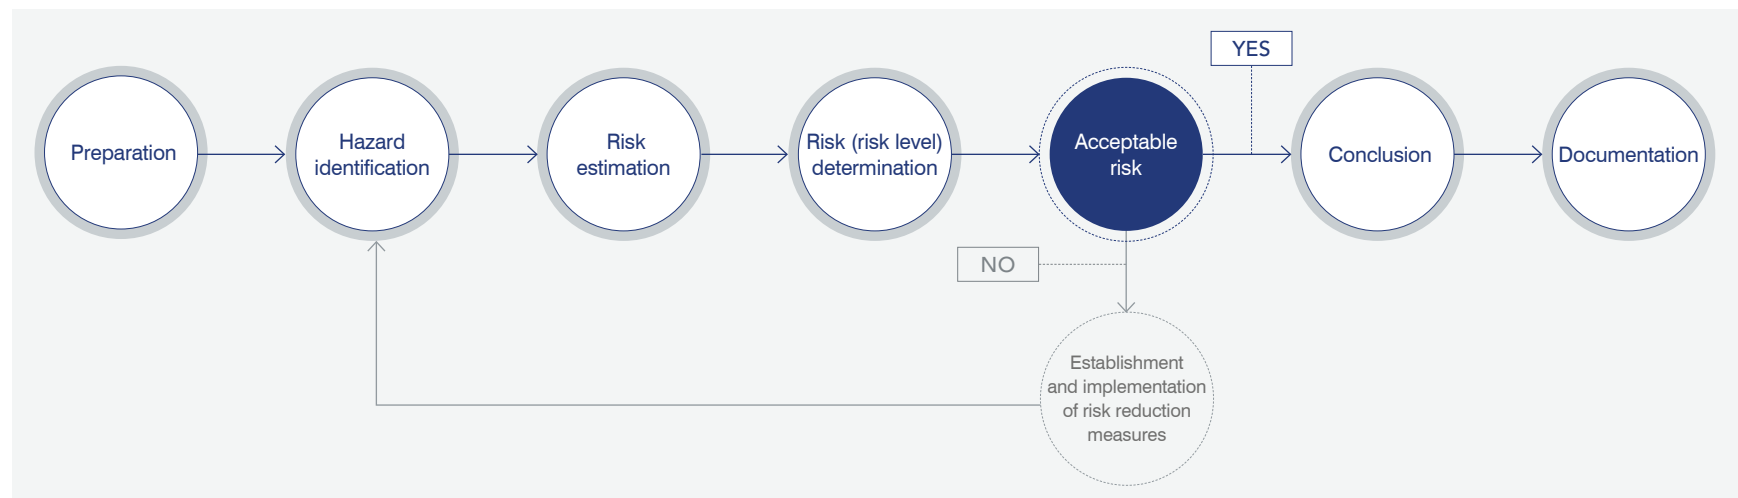 Preparation
Hazard
identification
Risk
estimation
Risk (risk level)
determination
Acceptable
risk
YES
Conclusion
Documentation
NO
Establishment
and implementation
of risk reduction
measures